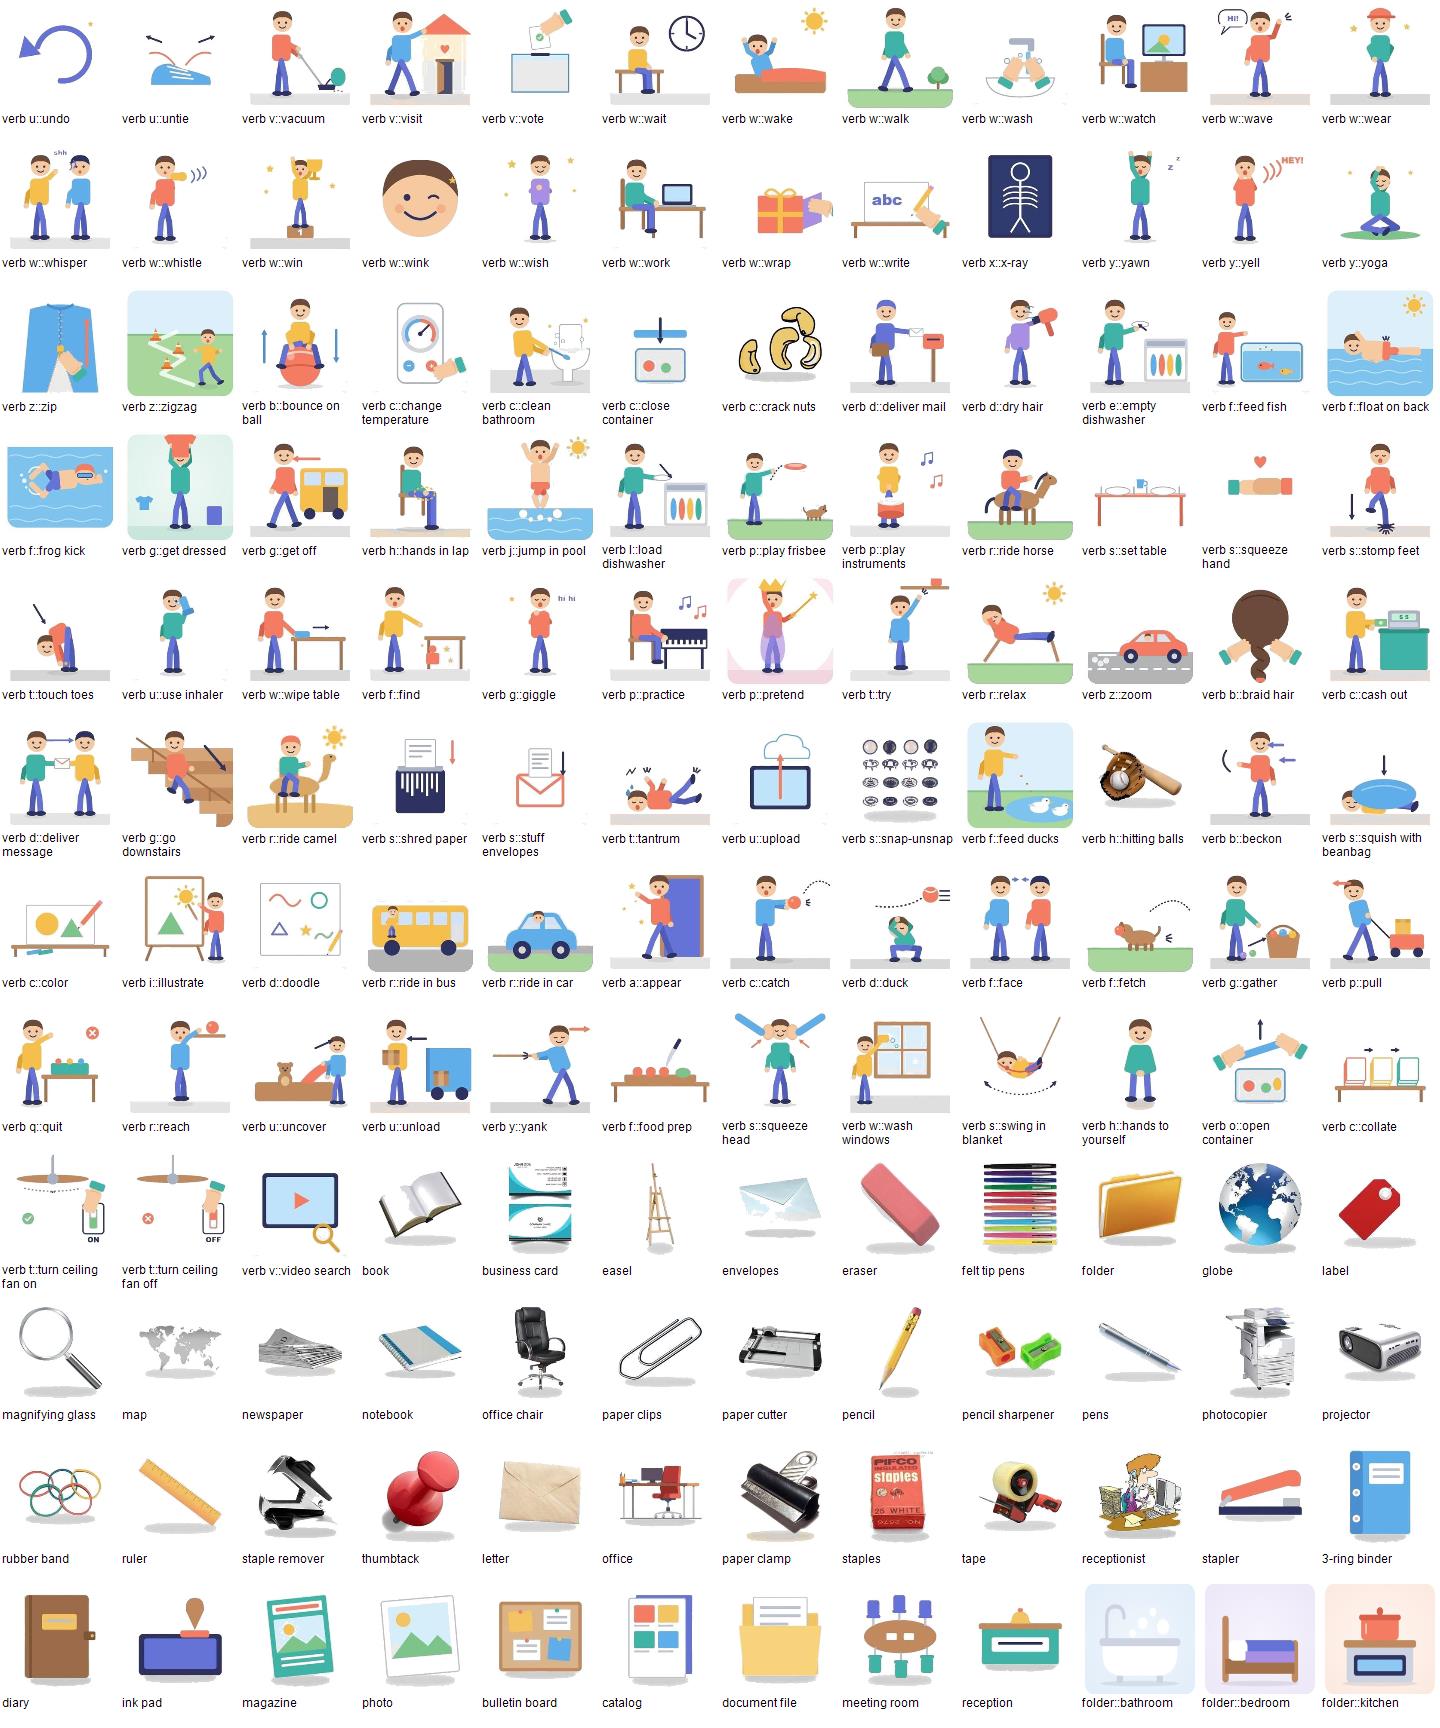 Hi!
verb u::undo
verb u::untie
verb v::vacuum
verb v::visit
verb v::vote
verb w::wait
verb w::wake
verb w::walk
verb w::wash
verb w::watch
verb w::wave
verb w::wear
shh
HEY!
abc
1
verb w::whisper
verb w::whistle
verb w::win
verb w::wink
verb w::wish
verb w::work
verb w::wrap
verb w::write
verb x::x-ray
verb y::yawn
z z
verb y::yell
verb y::yoga
verb z::zip
verb z::zigzag
verb b::bounce on
ball
verb c::change
temperature
verb c::clean
bathroom
verb c::close
container
verb c::crack nuts
verb d::deliver mail
verb d::dry hair
verb e::empty
dishwasher
verb f::feed fish
verb f::float on back
verb f::frog kick
verb g::get dressed
verb g::get off
verb h::hands in lap
verb j::jump in pool
verb l::load
dishwasher
verb p::play frisbee
verb p::play
instruments
verb r::ride horse
verb s::set table
verb s::squeeze
hand
verb s::stomp feet
hi hi
verb t::touch toes
verb u::use inhaler
verb w::wipe table
verb f::find
verb g::giggle
verb p::practice
verb p::pretend
verb t::try
verb r::relax
verb z::zoom
verb b::braid hair
verb c::cash out
verb d::deliver
message
verb g::go
downstairs
verb r::ride camel
verb s::shred paper
verb s::stuff
envelopes
verb t::tantrum
verb u::upload
verb s::snap-unsnap
verb f::feed ducks
verb h::hitting balls
verb b::beckon
verb s::squish with
beanbag
verb c::color
verb i::illustrate
verb d::doodle
verb r::ride in bus
verb r::ride in car
verb a::appear
verb c::catch
verb d::duck
verb f::face
verb f::fetch
verb g::gather
verb p::pull
verb q::quit
verb r::reach
verb u::uncover
verb u::unload
verb y::yank
verb f::food prep
verb s::squeeze
head
verb w::wash
windows
verb s::swing in
blanket
verb h::hands to
yourself
verb o::open
container
verb c::collate
ON
OFF
verb t::turn ceiling
fan on
verb t::turn ceiling
fan off
verb v::video search
book
business card
easel
envelopes
eraser
felt tip pens
folder
globe
label
magnifying glass
map
newspaper
notebook
office chair
paper clips
paper cutter
pencil
pencil sharpener
pens
photocopier
projector
PIFCO
INSULATED
staples
25 WHITE
rubber band
ruler
staple remover
thumbtack
letter
office
paper clamp
staples
tape
receptionist
stapler
3-ring binder
diary
ink pad
magazine
photo
bulletin board
catalog
document file
meeting room
reception
folder::bathroom
folder::bedroom
folder::kitchen